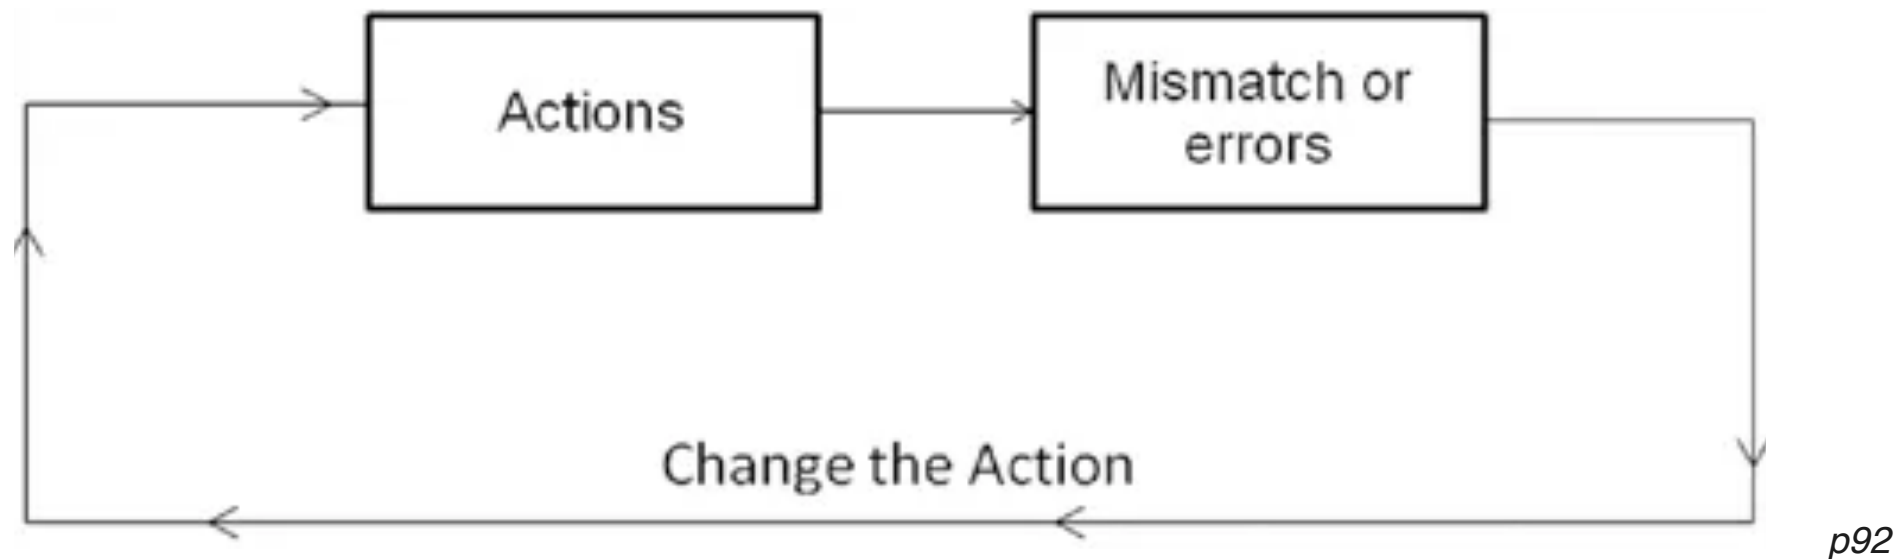 Actions
Mismatch or
errors
Change the Action
p92